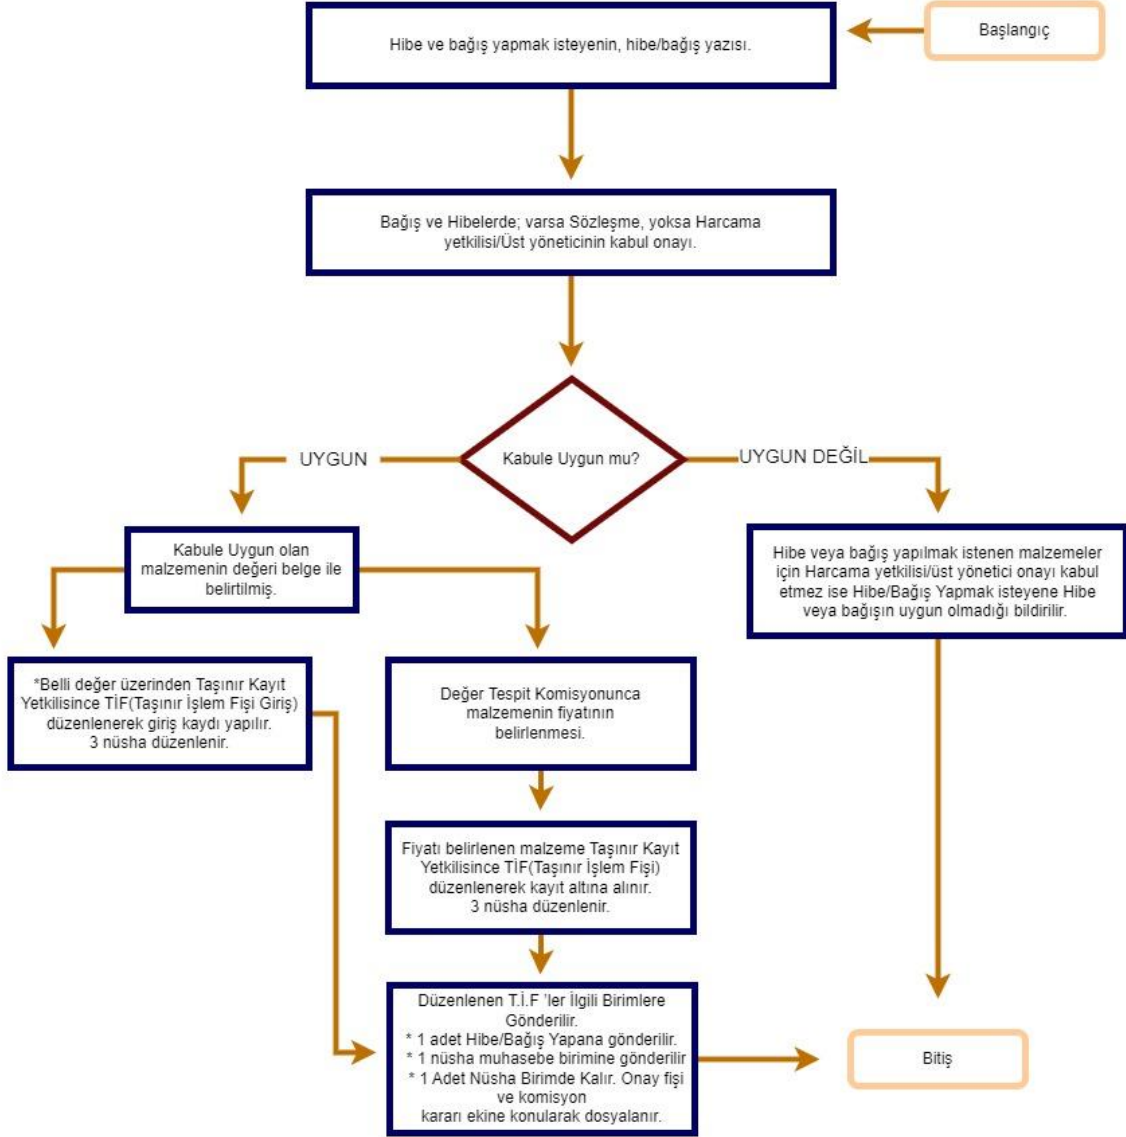 Başlangıç
Hibe ve bağış yapmak isteyenin, hibe/bağış yazısı.
Bağış ve Hibelerde; varsa Sözleşme, yoksa Harcama
yetkilisi/Üst yöneticinin kabul onayı.
Kabule Uygun mu?
UYGUN
UYGUN DEĞİL
Kabule Uygun olan
malzemenin değeri belge ile
belirtilmiş.
Hibe veya bağış yapılmak istenen malzemeler
için Harcama yetkilisi/üst yönetici onayı kabul
etmez ise Hibe/Bağış Yapmak isteyene Hibe
veya bağışın uygun olmadığı bildirilir.
*Belli değer üzerinden Taşınır Kayıt
Yetkilisince TİF(Taşınır İşlem Fişi Giriş)
düzenlenerek giriş kaydı yapılır.
3 nüsha düzenlenir.
Değer Tespit Komisyonunca
malzemenin fiyatının
belirlenmesi.
Fiyatı belirlenen malzeme Taşınır Kayıt
Yetkilisince TİF(Taşınır İşlem Fişi)
düzenlenerek kayıt altına alınır.
3 nüsha düzenlenir.
Düzenlenen T.İ.F 'ler İlgili Birimlere
Gönderilir.
* 1 adet Hibe/Bağış Yapana gönderilir.
* 1 nüsha muhasebe birimine gönderilir
* 1 Adet Nüsha Birimde Kalır. Onay fişi
ve komisyon
kararı ekine konularak dosyalanır.
Bitiş